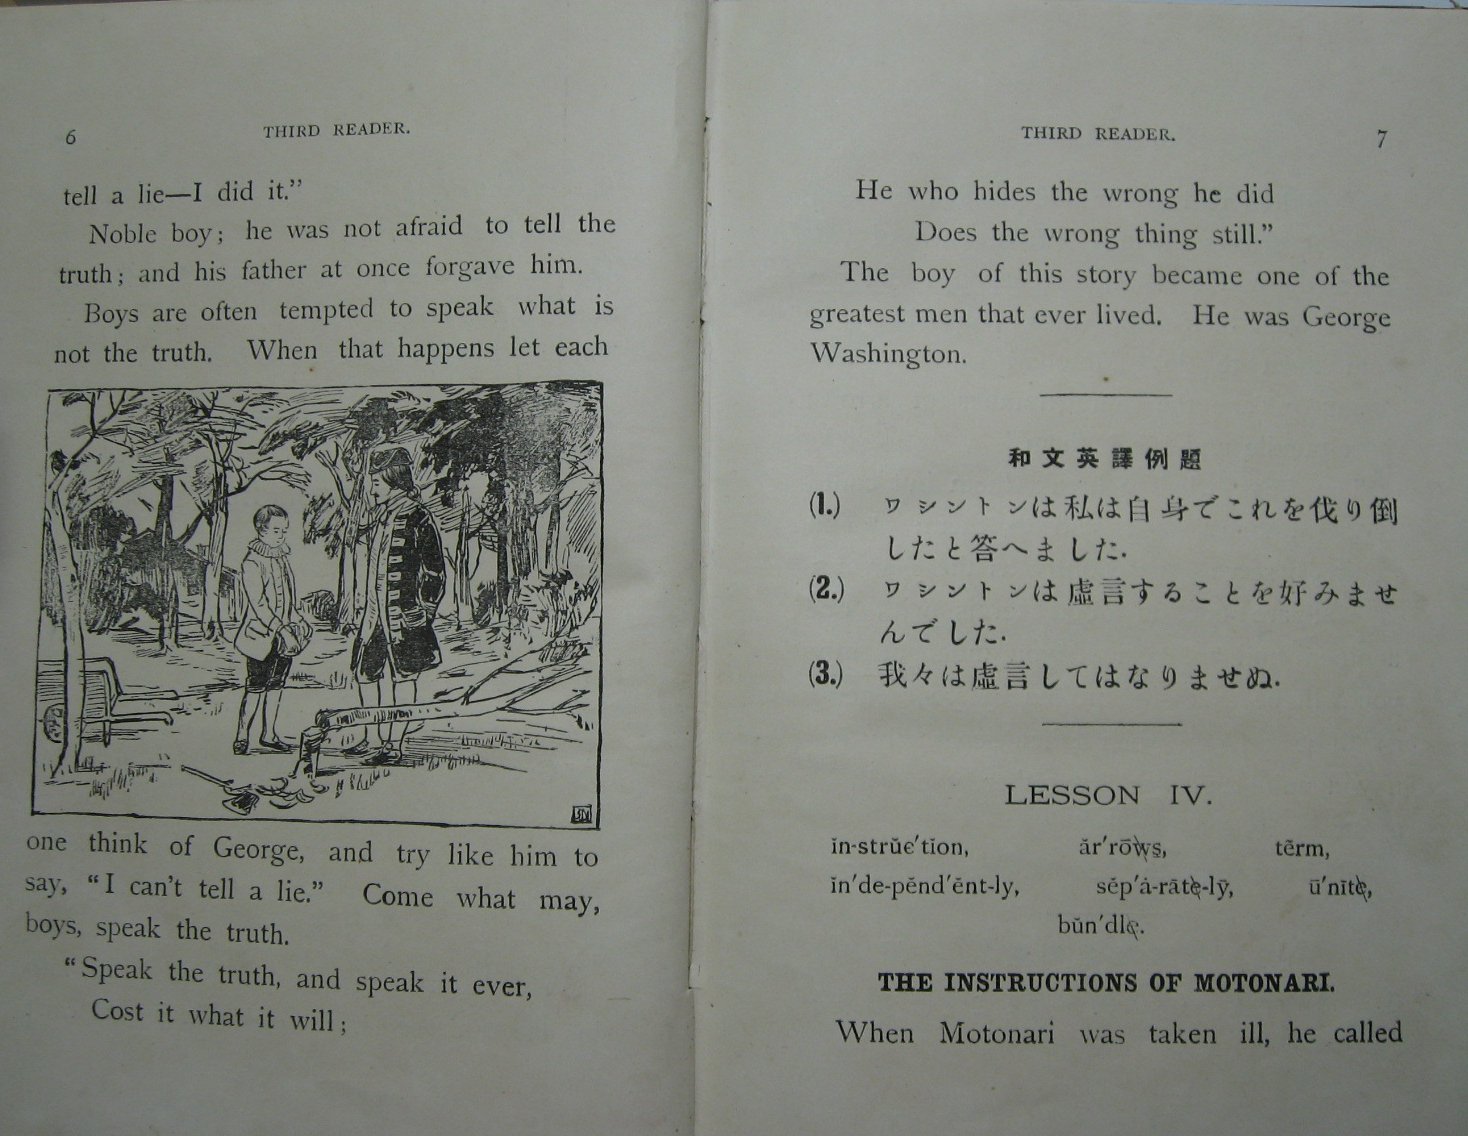 6
THIRD READER.
tell a lie—I did it.”
Noble boy; he was not afraid to tell the
truth; and his father at once forgave him.
Boys are often tempted to speak what is
not the truth. When that happens let each
one think of George, and try like him to
say, “I can't tell a lie.” Come what may,
boys, speak the truth.
“Speak the truth, and speak it ever,
Cost it what it will;
THIRD READER.
7
He who hides the wrong he did
Does the wrong thing still.”
The boy of this story became one of the
greatest men that ever lived. He was George
Washington.
和文英譯例題
(1.) ワシントンは私は自身でこれを伐り倒
したと答へました.
(2.) ワシントンは虚言することを好みませ
んでした.
(3.) 我々は虚言してはなりませぬ.
LESSON IV.
ĭn-strŭc′tion, ăr′rōws, tẽrm,
ĭn′de-pĕnd′ĕnt-ly, sĕp′ȧ-rāte-lȳ, ū′nīte,
bŭn′dle.
THE INSTRUCTIONS OF MOTONARI.
When Motonari was taken ill, he called